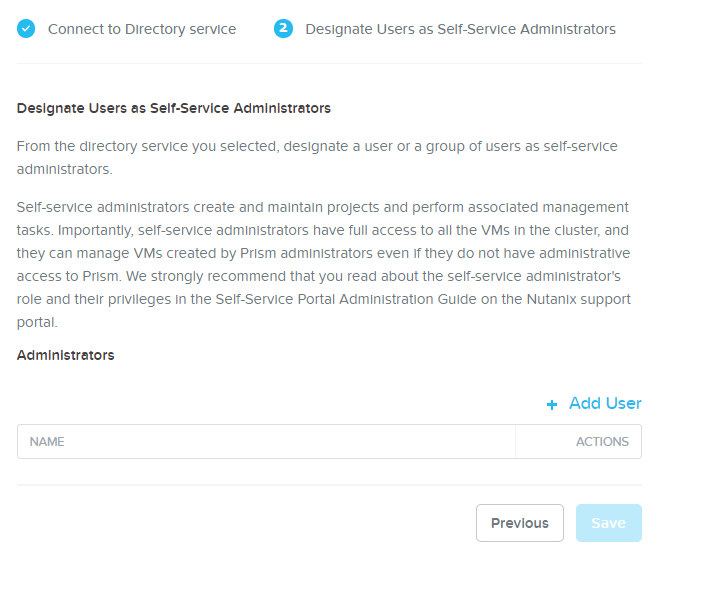 Connect to Directory service
2 Designate Users as Self-Service Administrators
Designate Users as Self-Service Administrators
From the directory service you selected, designate a user or a group of users as self-service
administrators.
Self-service administrators create and maintain projects and perform associated management
tasks. Importantly, self-service administrators have full access to all the VMs in the cluster, and
they can manage VMs created by Prism administrators even if they do not have administrative
access to Prism. We strongly recommend that you read about the self-service administrator's
role and their privileges in the Self-Service Portal Administration Guide on the Nutanix support
portal.
Administrators
+ Add User
NAME ACTIONS
Previous Save